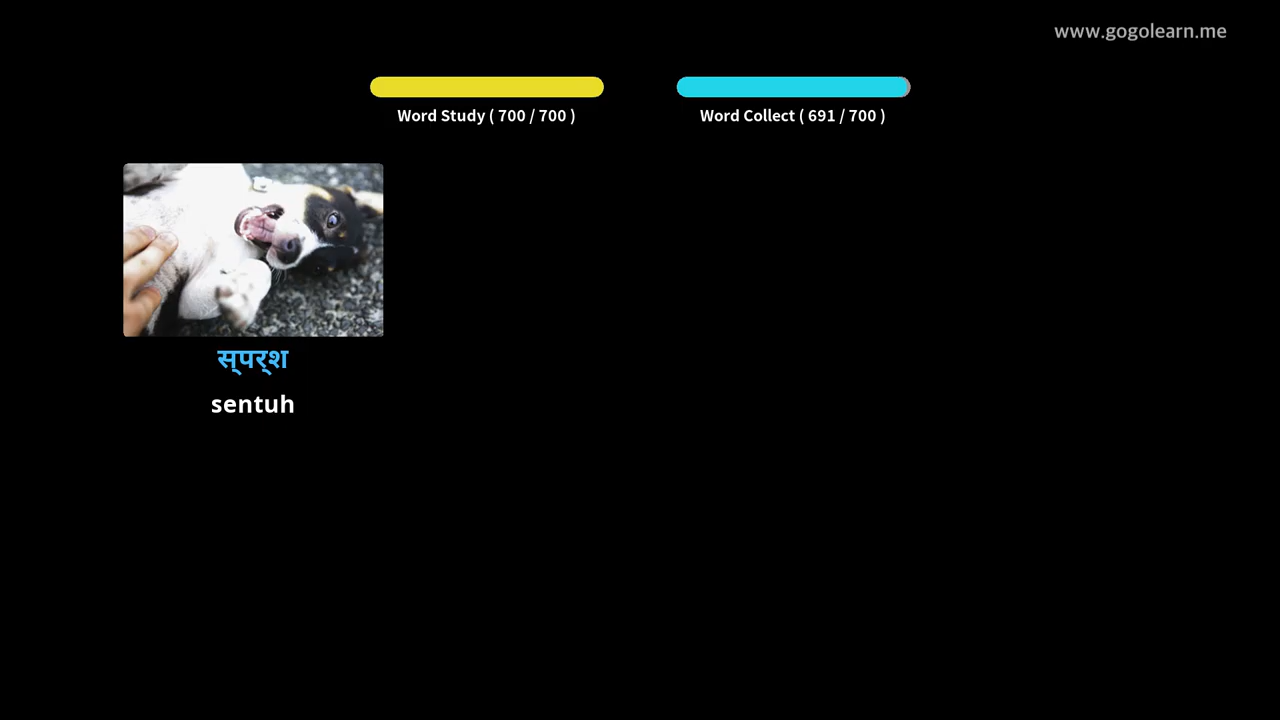 www.gogolearn.me
Word Study ( 700 / 700 )
Word Collect ( 691 / 700 )
स्पर्श
sentuh